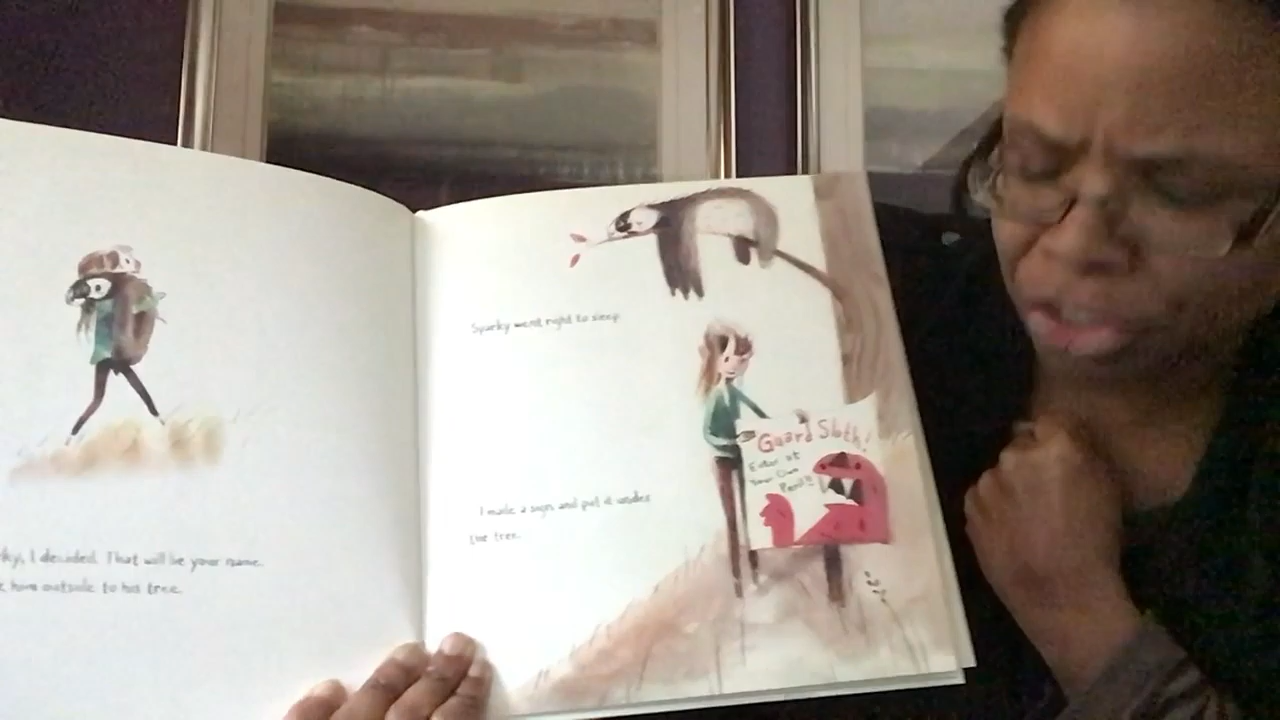 ky, I decided. That will be your name.
him outside to his tree.
Sparky went right to sleep.
I made a sign and put it under
the tree.
Guard Sloth!
Enter at
Your Own
Peril!!